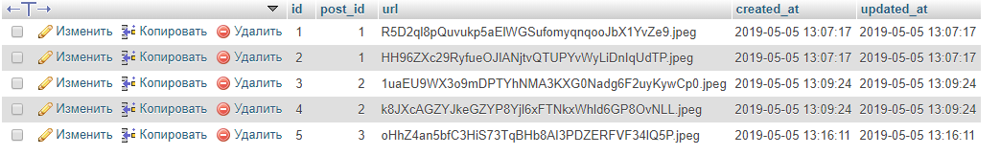 ←T→ id post_id url created_at updated_at
Изменить Копировать Удалить 1 1 R5D2ql8pQuvukp5aElWGSufomyqnqooJbX1YvZe9.jpeg 2019-05-05 13:07:17 2019-05-05 13:07:17
Изменить Копировать Удалить 2 1 HH96ZXc29RyfueOJIANjtvQTUPYvWyLiDnIqUdTP.jpeg 2019-05-05 13:07:17 2019-05-05 13:07:17
Изменить Копировать Удалить 3 2 1uaEU9WX3o9mDPTYhNMA3KXG0Nadg6F2uyKywCp0.jpeg 2019-05-05 13:09:24 2019-05-05 13:09:24
Изменить Копировать Удалить 4 2 k8JXcAGZYJkeGZYP8Yjl6xFTNkxWhld6GP8OvNLL.jpeg 2019-05-05 13:09:24 2019-05-05 13:09:24
Изменить Копировать Удалить 5 3 oHhZ4an5bfC3HiS73TqBHb8AI3PDZERFVF34IQ5P.jpeg 2019-05-05 13:16:11 2019-05-05 13:16:11